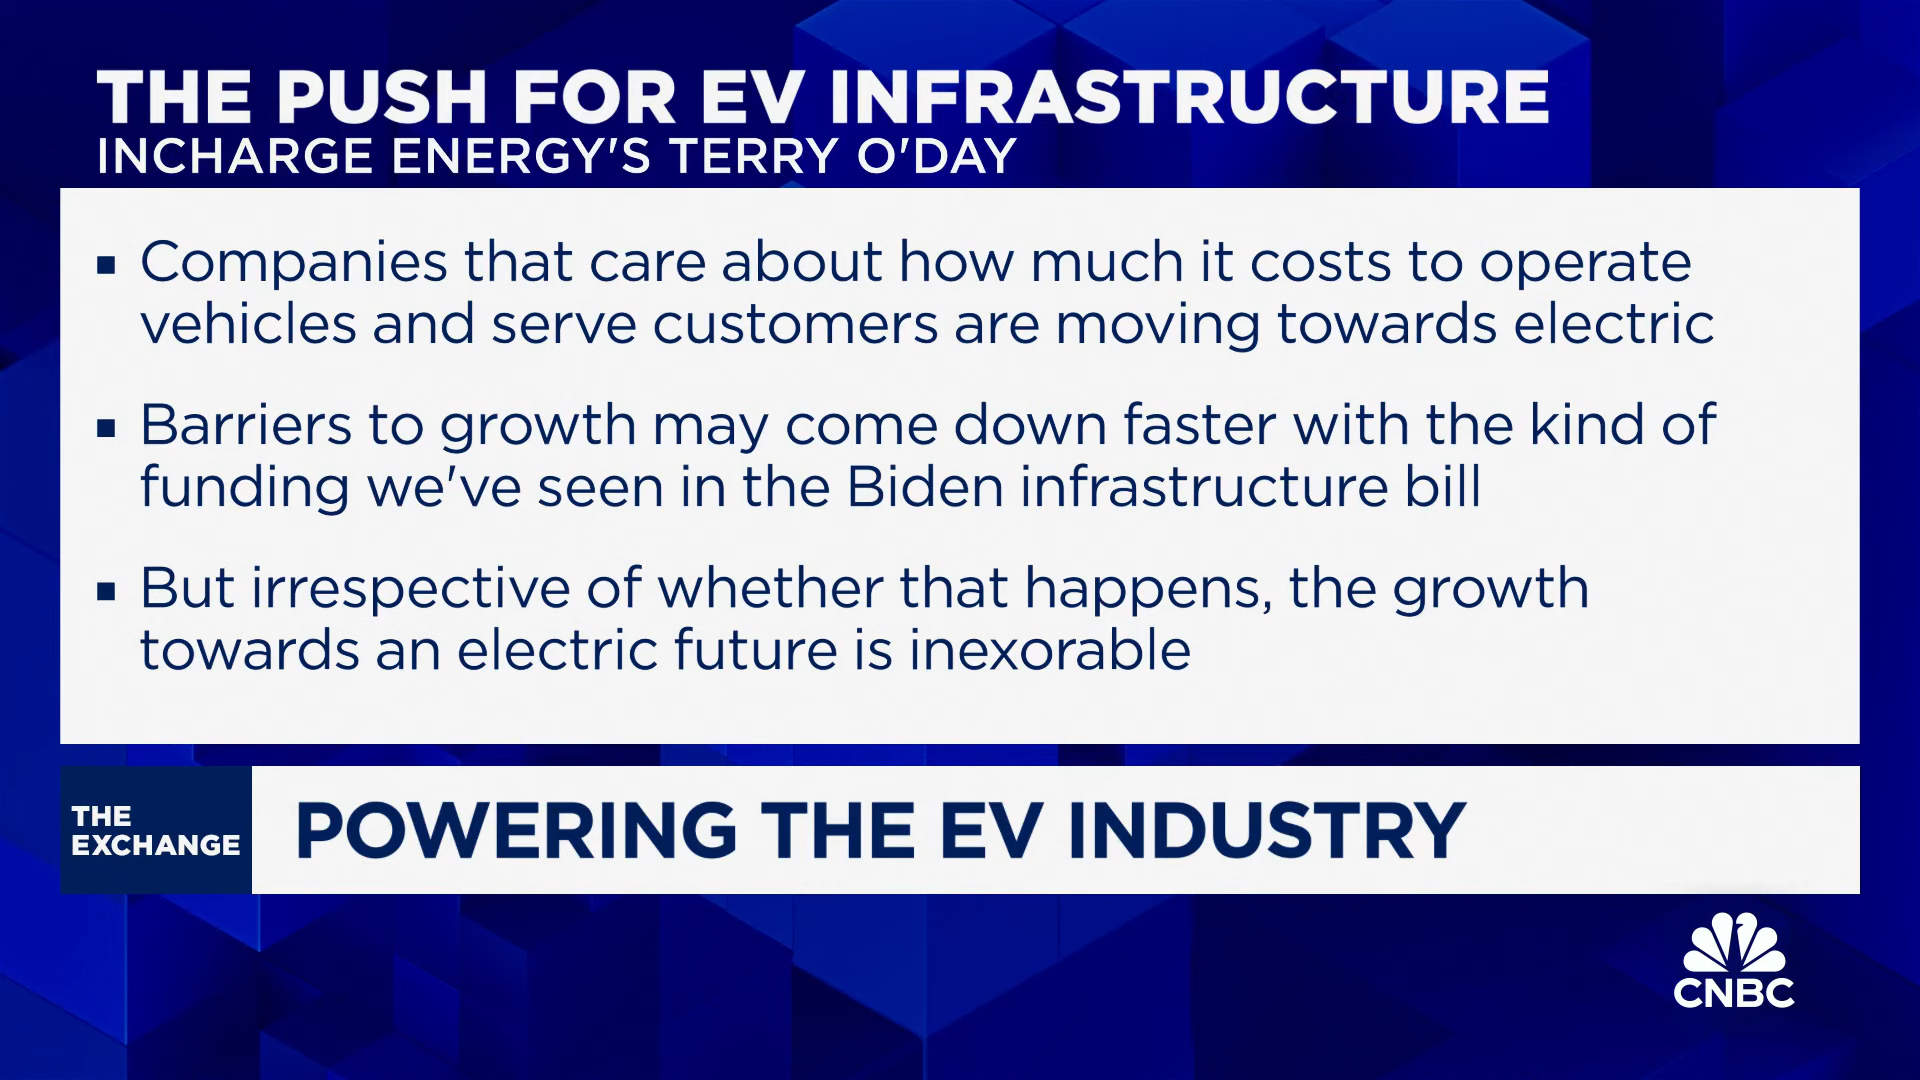 THE PUSH FOR EV INFRASTRUCTURE
INCHARGE ENERGY'S TERRY O'DAY
▪ Companies that care about how much it costs to operate
vehicles and serve customers are moving towards electric
▪ Barriers to growth may come down faster with the kind of
funding we've seen in the Biden infrastructure bill
▪ But irrespective of whether that happens, the growth
towards an electric future is inexorable
THE
EXCHANGE
POWERING THE EV INDUSTRY
CNBC